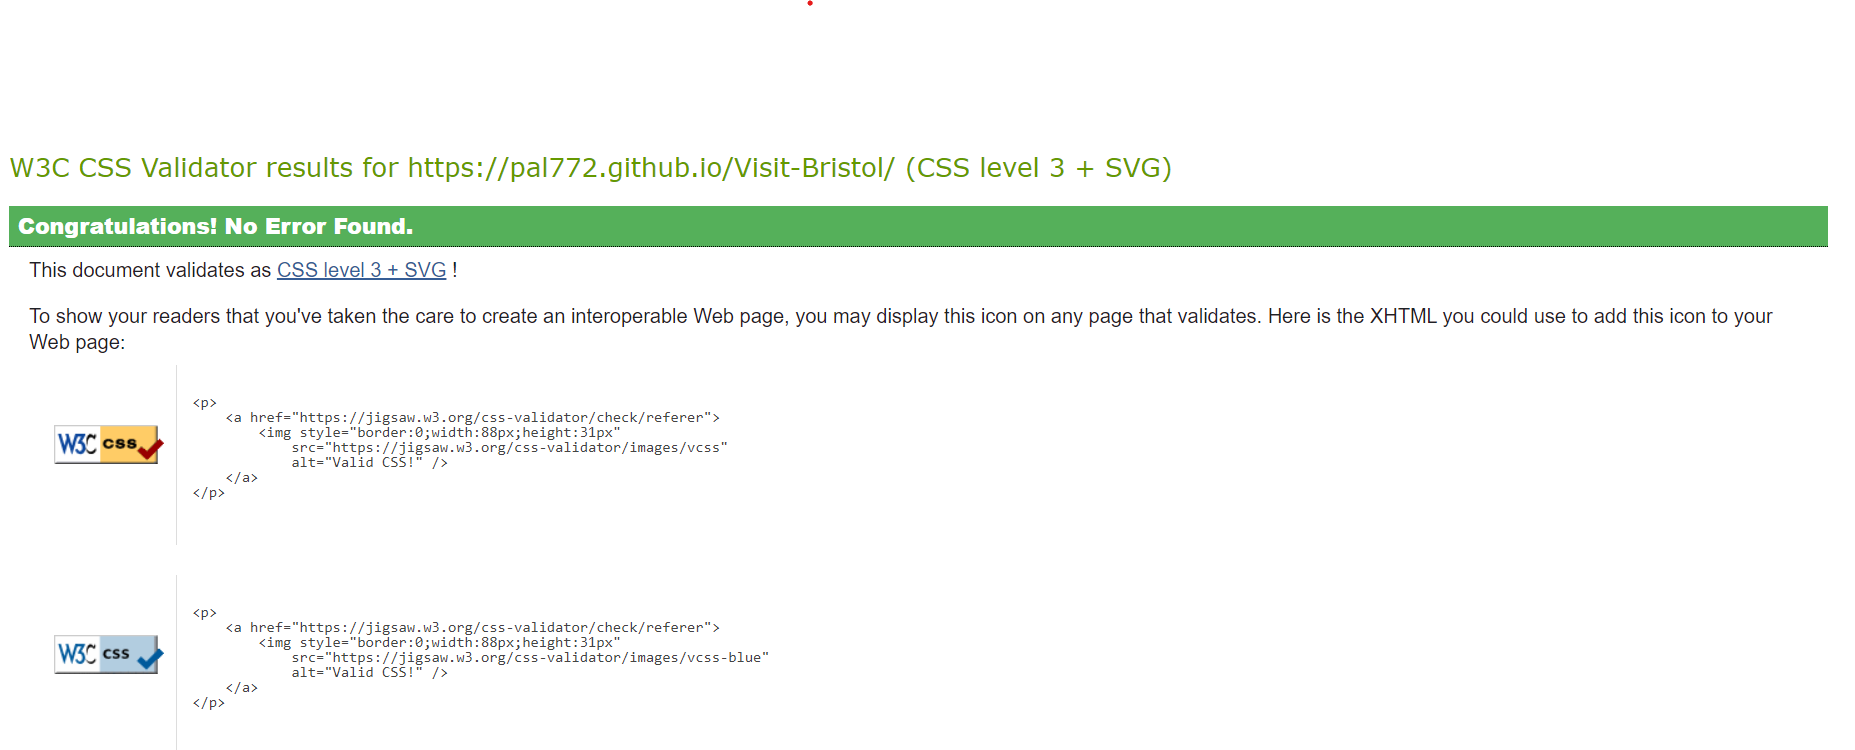 W3C CSS Validator results for https://pal772.github.io/Visit-Bristol/ (CSS level 3 + SVG)
Congratulations! No Error Found.
This document validates as CSS level 3 + SVG !
To show your readers that you've taken the care to create an interoperable Web page, you may display this icon on any page that validates. Here is the XHTML you could use to add this icon to your
Web page:
<p>
    <a href="https://jigsaw.w3.org/css-validator/check/referer">
        <img style="border:0;width:88px;height:31px"
W3C css
            src="https://jigsaw.w3.org/css-validator/images/vcss"
            alt="Valid CSS!" />
    </a>
</p>
<p>
    <a href="https://jigsaw.w3.org/css-validator/check/referer">
        <img style="border:0;width:88px;height:31px"
W3C css
            src="https://jigsaw.w3.org/css-validator/images/vcss-blue"
            alt="Valid CSS!" />
    </a>
</p>